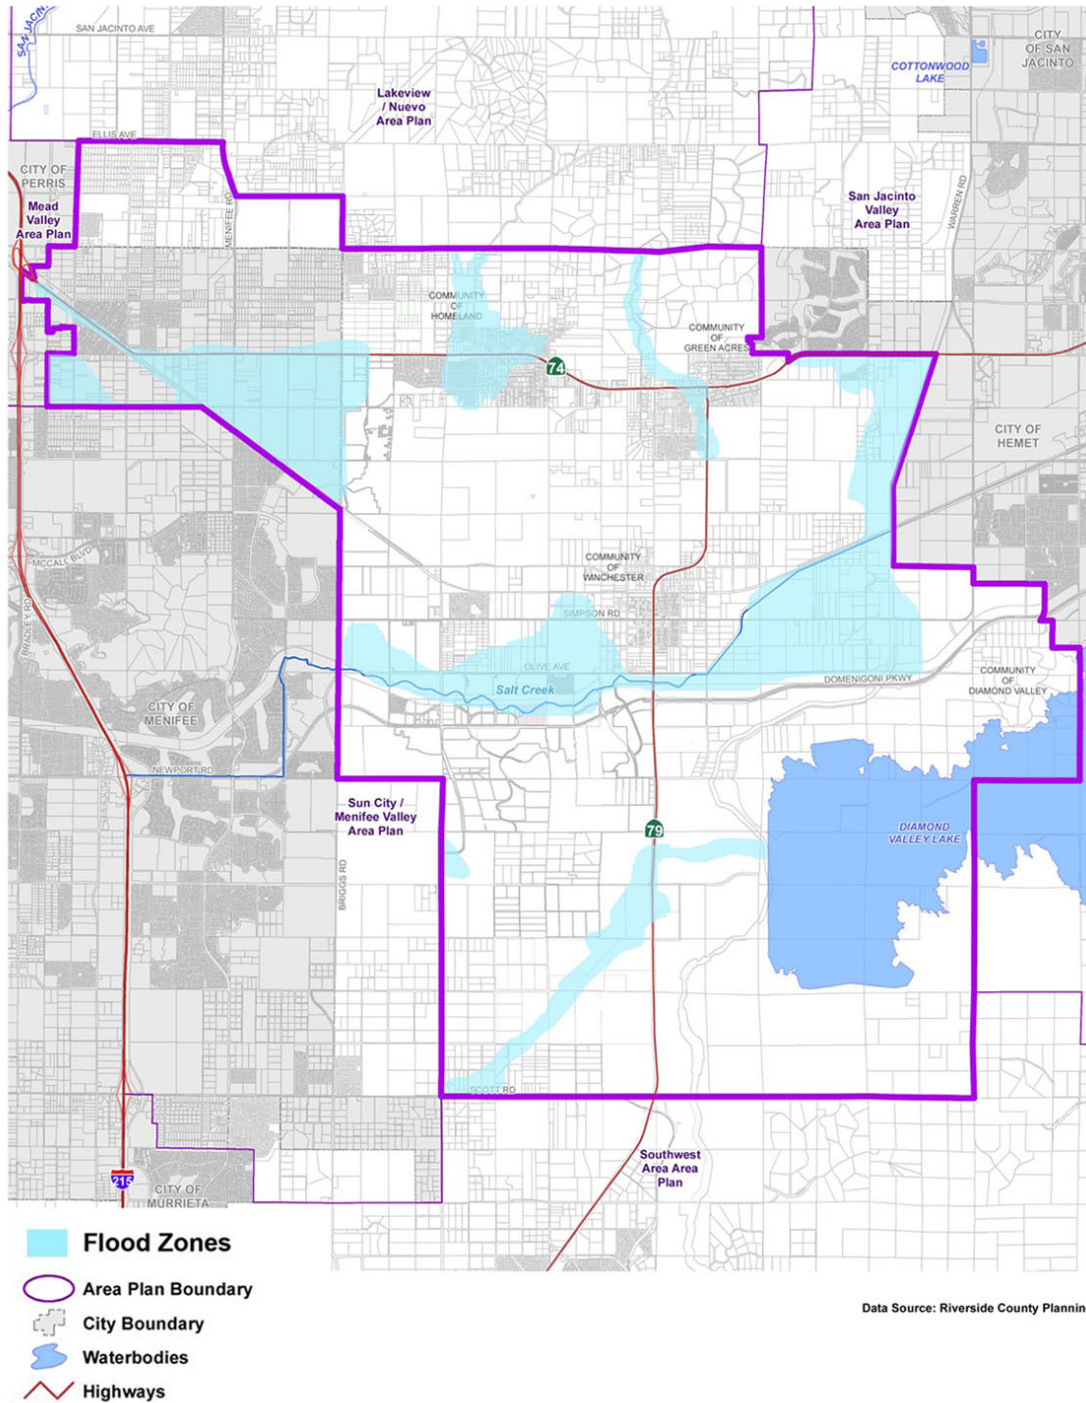 SAN JACINTO AVE
SAN JACIN
CITY
OF SAN
JACINTO
COTTONWOOD
LAKE
Lakeview
/ Nuevo
Area Plan
ELLIS AVE
CITY OF
PERRIS
Mead
Valley
Area Plan
MENIFEE RD
San Jacinto
Valley
Area Plan
WARREN RD
COMMUNITY
OF
HOMELAND
COMMUNITY
OF
GREEN ACRES
74
CITY OF
HEMET
MCCALL BLVD
BRADLEY RD
COMMUNITY
OF
WINCHESTER
SIMPSON RD
OLIVE AVE
Salt Creek
DOMENIGONI PKWY
COMMUNITY
OF
DIAMOND VALLEY
CITY OF
MENIFEE
NEWPORT RD
Sun City /
Menifee Valley
Area Plan
79
DIAMOND
VALLEY LAKE
BRIGGS RD
SCOTT RD
Southwest
Area Area
Plan
215
CITY OF
MURRIETA
Flood Zones
Area Plan Boundary
City Boundary
Waterbodies
Highways
Data Source: Riverside County Plannin